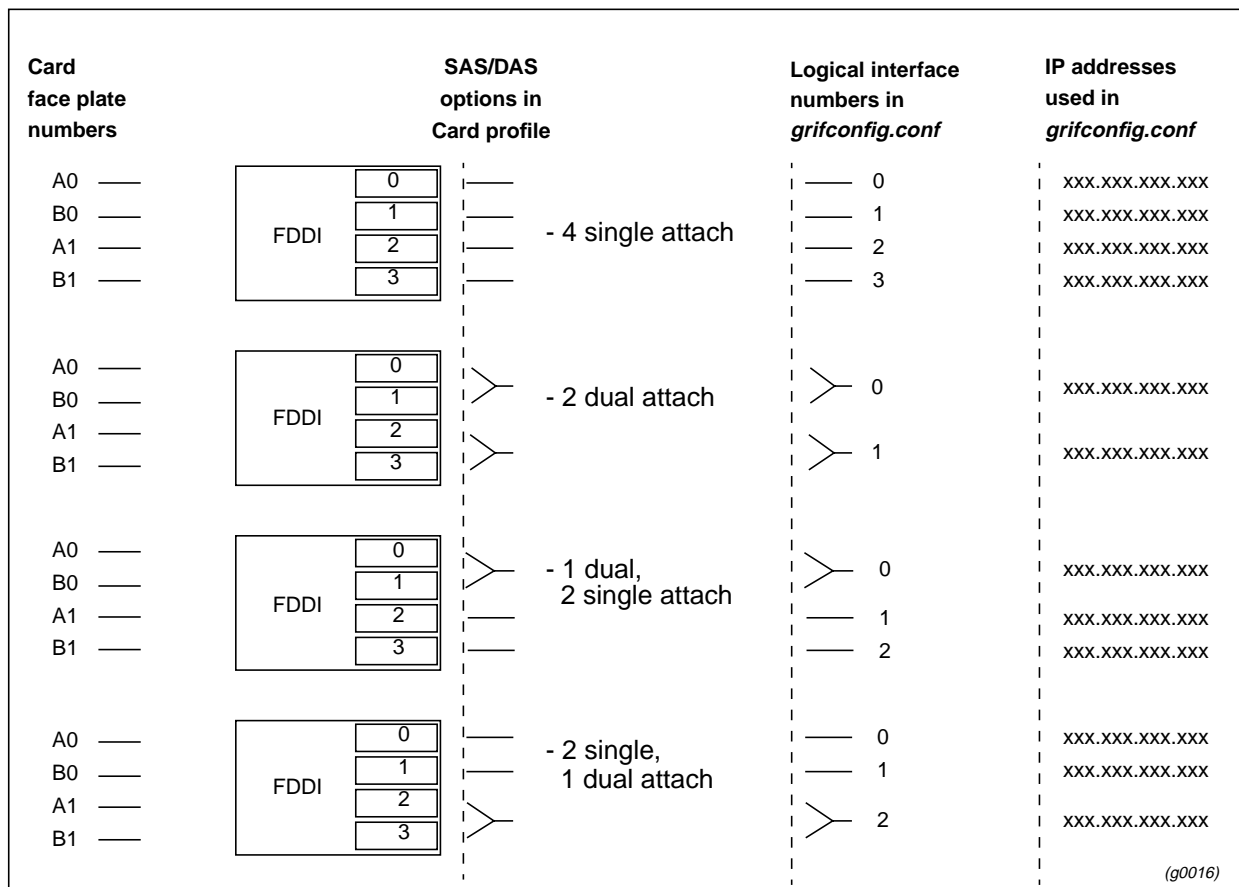 Card
face plate
numbers
SAS/DAS
options in
Card profile
Logical interface
numbers in
grifconfig.conf
IP addresses
used in
grifconfig.conf
A0
B0
A1
B1
FDDI
0
1
2
3
- 4 single attach
0
1
2
3
xxx.xxx.xxx.xxx
xxx.xxx.xxx.xxx
xxx.xxx.xxx.xxx
xxx.xxx.xxx.xxx
A0
B0
A1
B1
FDDI
0
1
2
3
- 2 dual attach
0
1
xxx.xxx.xxx.xxx
xxx.xxx.xxx.xxx
A0
B0
A1
B1
FDDI
0
1
2
3
- 1 dual,
2 single attach
0
1
2
xxx.xxx.xxx.xxx
xxx.xxx.xxx.xxx
xxx.xxx.xxx.xxx
A0
B0
A1
B1
FDDI
0
1
2
3
- 2 single,
1 dual attach
0
1
2
xxx.xxx.xxx.xxx
xxx.xxx.xxx.xxx
xxx.xxx.xxx.xxx
(g0016)